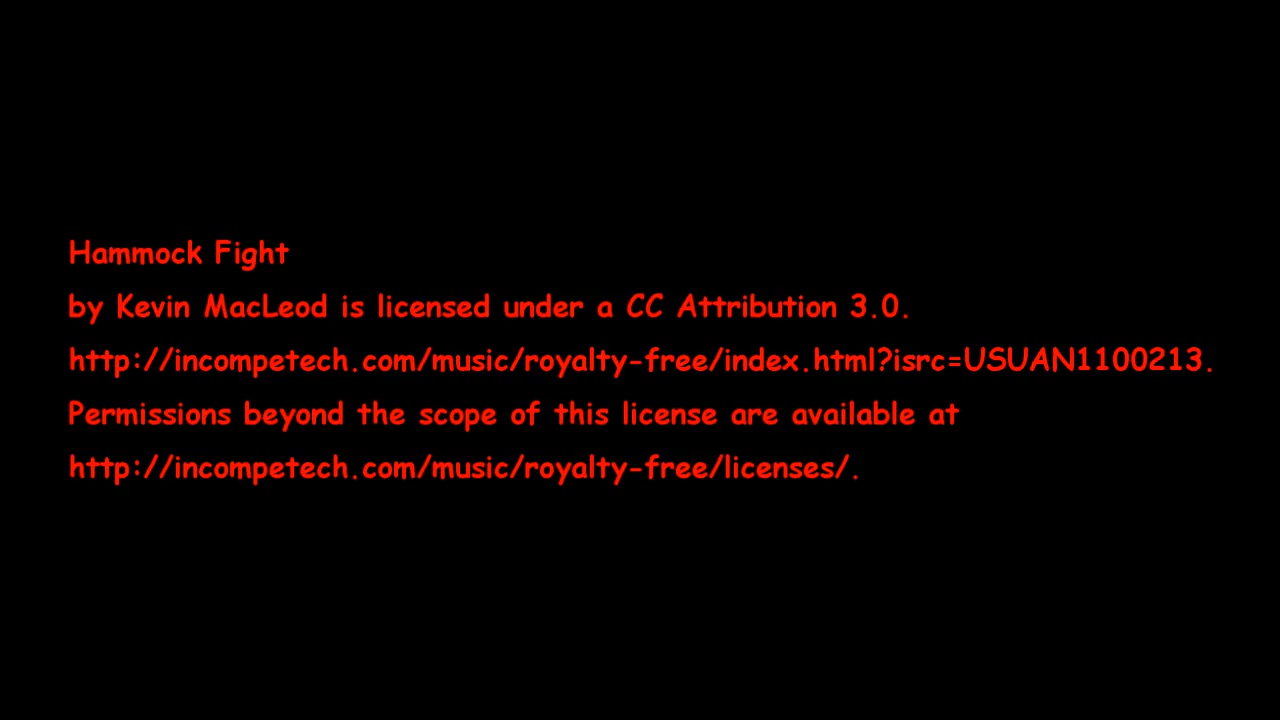 Hammock Fight
by Kevin MacLeod is licensed under a CC Attribution 3.0.
http://incompetech.com/music/royalty-free/index.html?isrc=USUAN1100213.
Permissions beyond the scope of this license are available at
http://incompetech.com/music/royalty-free/licenses/.